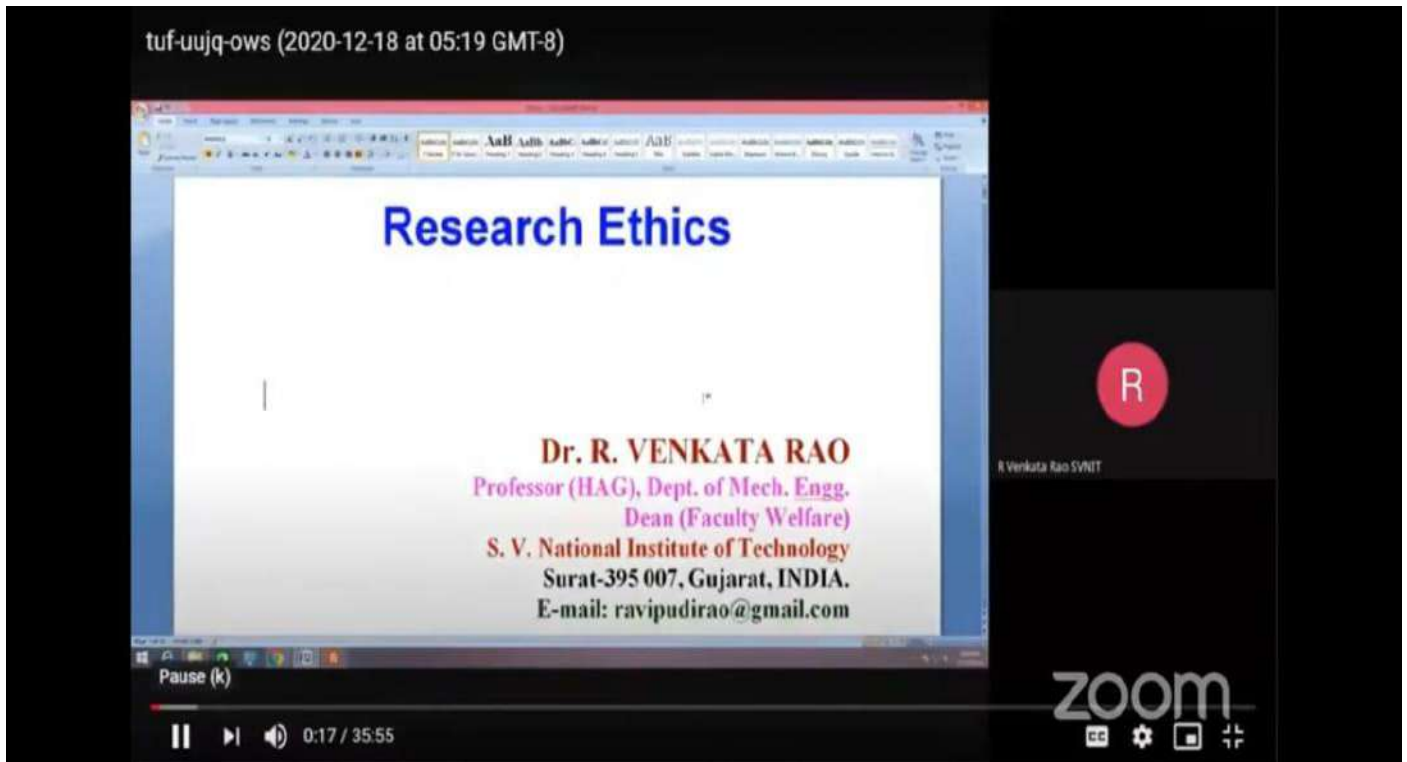 tuf-uujq-ows (2020-12-18 at 05:19 GMT-8)
Research Ethics
Dr. R. VENKATA RAO
Professor (HAG), Dept. of Mech. Engg.
Dean (Faculty Welfare)
S. V. National Institute of Technology
Surat-395 007, Gujarat, INDIA.
E-mail: ravipudirao@gmail.com
R
R Venkata Rao SVNIT
Pause (k)
zoom
0:17 / 35:55
CC